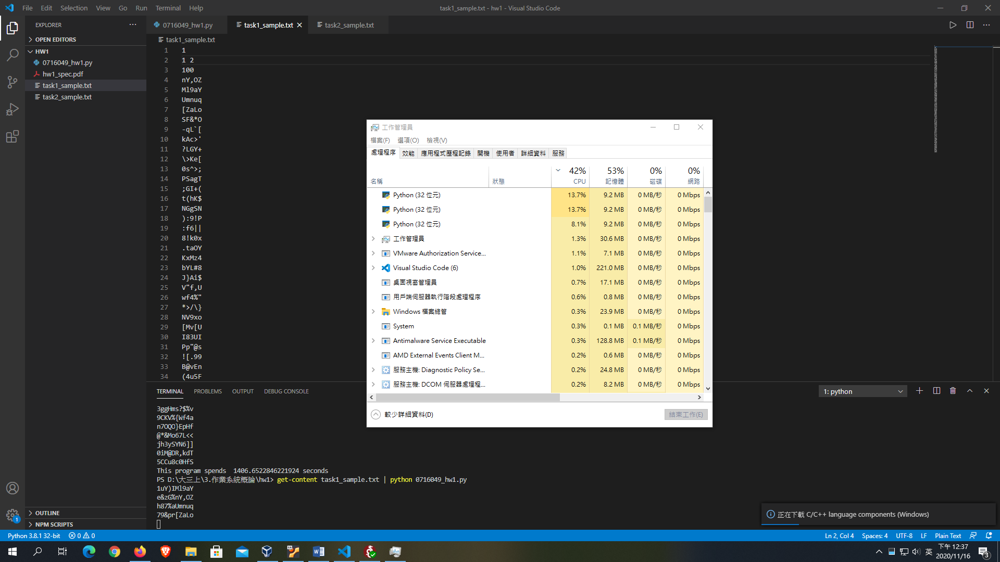 File Edit Selection View Go Run Terminal Help
task1_sample.txt - hw1 - Visual Studio Code
EXPLORER
OPEN EDITORS
HW1
0716049_hw1.py
hw1_spec.pdf
task1_sample.txt
task2_sample.txt
OUTLINE
NPM SCRIPTS
0716049_hw1.py
task1_sample.txt
task2_sample.txt
task1_sample.txt
1 1
2 1 2
3 100
4 nY,OZ
5 Ml9aY
6 Umnuq
7 [ZaLo
8 SF&*O
9 -qL`[
10 kAc>'
11 ?LGY+
12 \>Ke[
13 0s^>;
14 PSagT
15 ;GI+(
16 t(hK$
17 NGgSN
18 ):9!P
19 :f6||
20 8!k0x
21 .taOY
22 KxMz4
23 bYL#8
24 J}Ai$
25 V"f,U
26 wf4%"
27 *>/\}
28 NV9xo
29 [Mv[U
30 I83UI
31 Pp"@s
32 ![.99
33 B@vEn
34 (4u5F
工作管理員
檔案(F) 選項(O) 檢視(V)
處理程序 效能 應用程式歷程記錄 開機 使用者 詳細資料 服務
42% 53% 0% 0%
名稱 狀態 CPU 記憶體 磁碟 網路
Python (32 位元) 13.7% 9.2 MB 0 MB/秒 0 Mbps
Python (32 位元) 13.7% 9.2 MB 0 MB/秒 0 Mbps
Python (32 位元) 8.1% 9.2 MB 0 MB/秒 0 Mbps
工作管理員 1.3% 30.6 MB 0 MB/秒 0 Mbps
VMware Authorization Service... 1.1% 7.1 MB 0 MB/秒 0 Mbps
Visual Studio Code (6) 1.0% 221.0 MB 0 MB/秒 0 Mbps
桌面視窗管理員 0.7% 17.1 MB 0 MB/秒 0 Mbps
用戶端伺服器執行階段處理程序 0.6% 0.8 MB 0 MB/秒 0 Mbps
Windows 檔案總管 0.3% 23.9 MB 0 MB/秒 0 Mbps
System 0.3% 0.1 MB 0.1 MB/秒 0 Mbps
Antimalware Service Executable 0.3% 128.8 MB 0.1 MB/秒 0 Mbps
AMD External Events Client M... 0.2% 0.6 MB 0 MB/秒 0 Mbps
服務主機: Diagnostic Policy Se... 0.2% 24.8 MB 0 MB/秒 0 Mbps
服務主機: DCOM 伺服器處理程... 0.2% 8.2 MB 0 MB/秒 0 Mbps
較少詳細資料(D)
結束工作(E)
TERMINAL PROBLEMS OUTPUT DEBUG CONSOLE
1: python
3ggHms?$%v
9CKV%{Wf4a
n7OQO}EpHf
@*&Mo67L<<
jh3ySYN6]]
0iM@DR,kdT
5CCu8c0HfS
This program spends  1406.6522846221924 seconds
PS D:\大三上\3.作業系統概論\hw1> get-content task1_sample.txt | python 0716049_hw1.py
1uY)IMl9aY
e&zG%nY,OZ
h87%aUmnuq
79&pr[ZaLo
正在下載 C/C++ language components (Windows)
1
Python 3.8.1 32-bit 0 0
Ln 2, Col 4 Spaces: 4 UTF-8 LF Plain Text
英
下午 12:37
2020/11/16
3
64